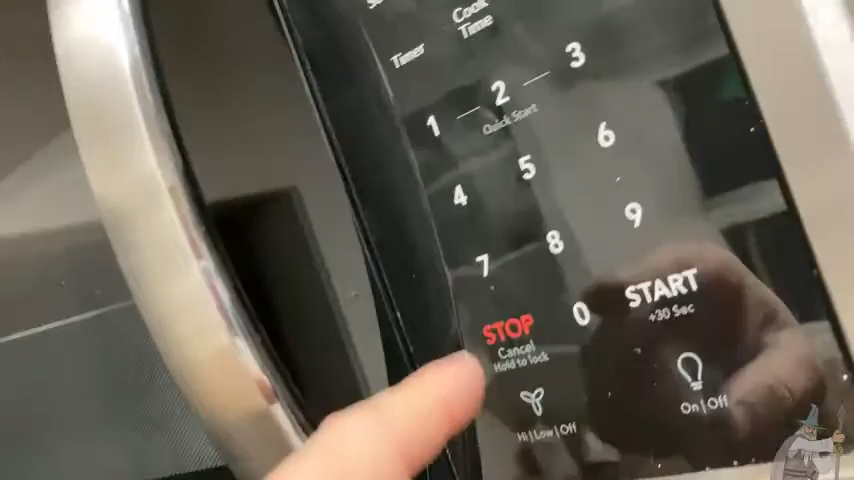 Cook
Time
Timer
1 — 2 — 3
Quick Start
4 5 6
7 8 9
STOP
Cancel
Hold to lock
0
START
+30 Sec
Hi|Low|Off
On|Off